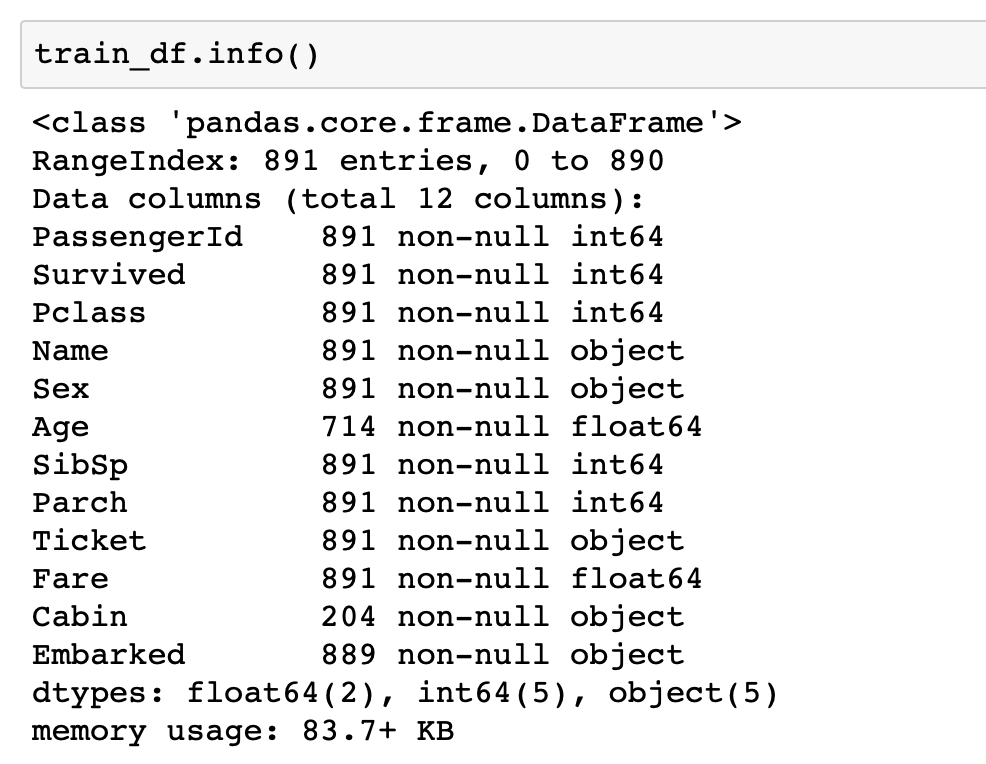 train_df.info()
<class 'pandas.core.frame.DataFrame'>
RangeIndex: 891 entries, 0 to 890
Data columns (total 12 columns):
PassengerId    891 non-null int64
Survived       891 non-null int64
Pclass         891 non-null int64
Name           891 non-null object
Sex            891 non-null object
Age            714 non-null float64
SibSp          891 non-null int64
Parch          891 non-null int64
Ticket         891 non-null object
Fare           891 non-null float64
Cabin          204 non-null object
Embarked       889 non-null object
dtypes: float64(2), int64(5), object(5)
memory usage: 83.7+ KB